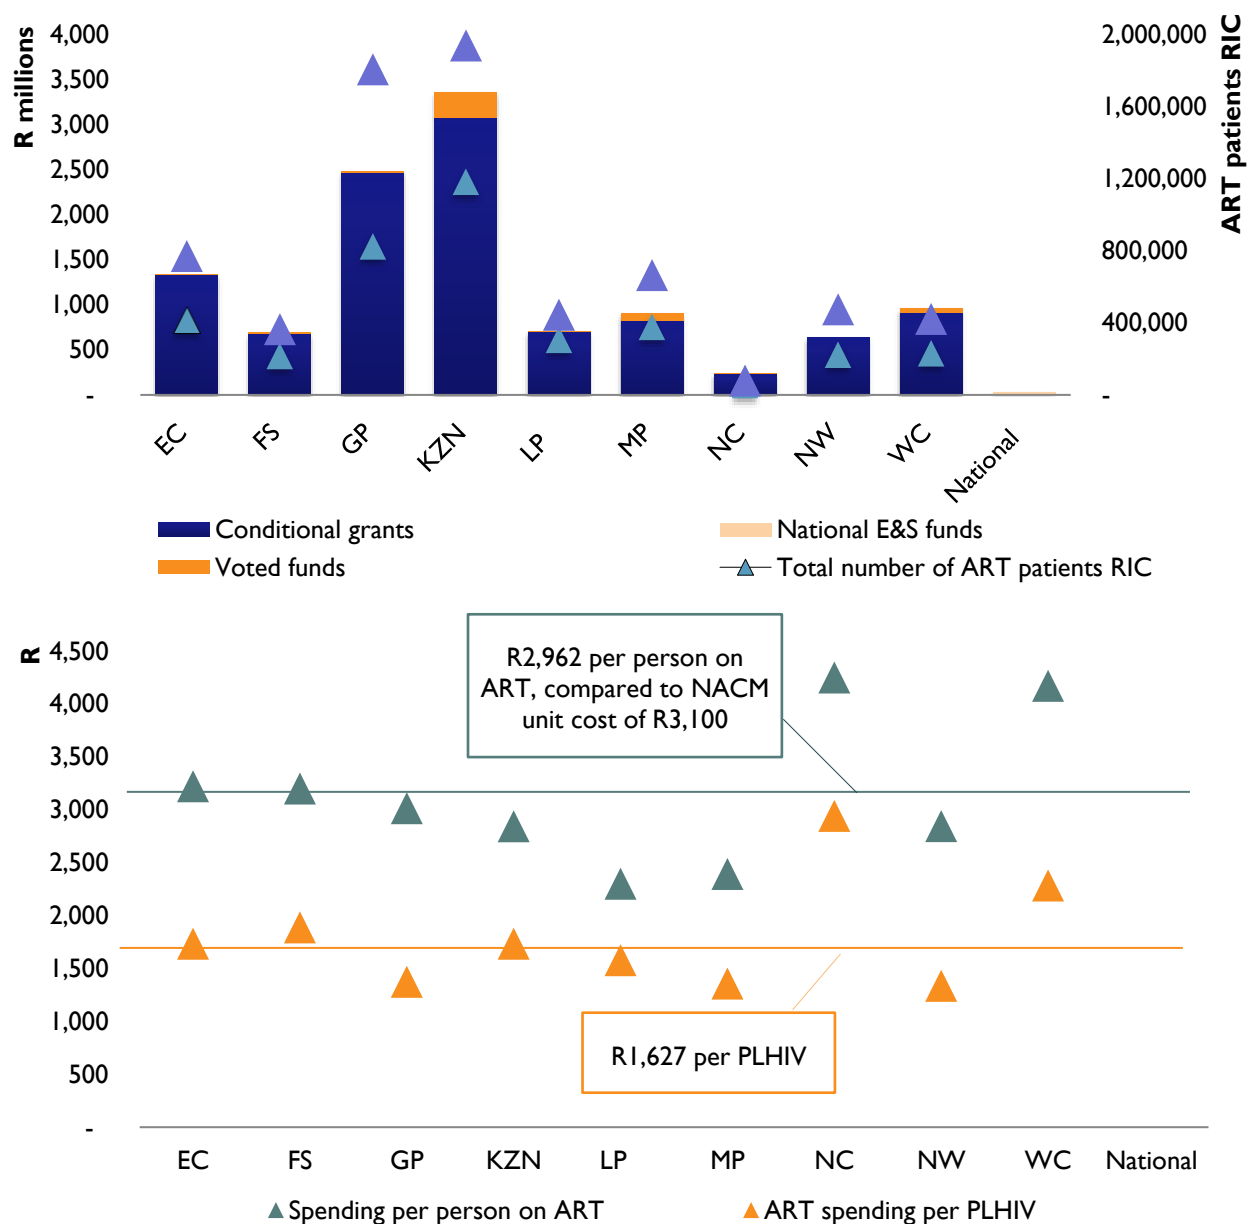 R millions
4,000
3,500
3,000
2,500
2,000
1,500
1,000
500
-
ART patients RIC
2,000,000
1,600,000
1,200,000
800,000
400,000
-
EC
FS
GP
KZN
LP
MP
NC
NW
WC
National
Conditional grants
National E&S funds
Voted funds
Total number of ART patients RIC
R
4,500
4,000
3,500
3,000
2,500
2,000
1,500
1,000
500
-
R2,962 per person on
ART, compared to NACM
unit cost of R3,100
R1,627 per PLHIV
EC
FS
GP
KZN
LP
MP
NC
NW
WC
National
Spending per person on ART
ART spending per PLHIV